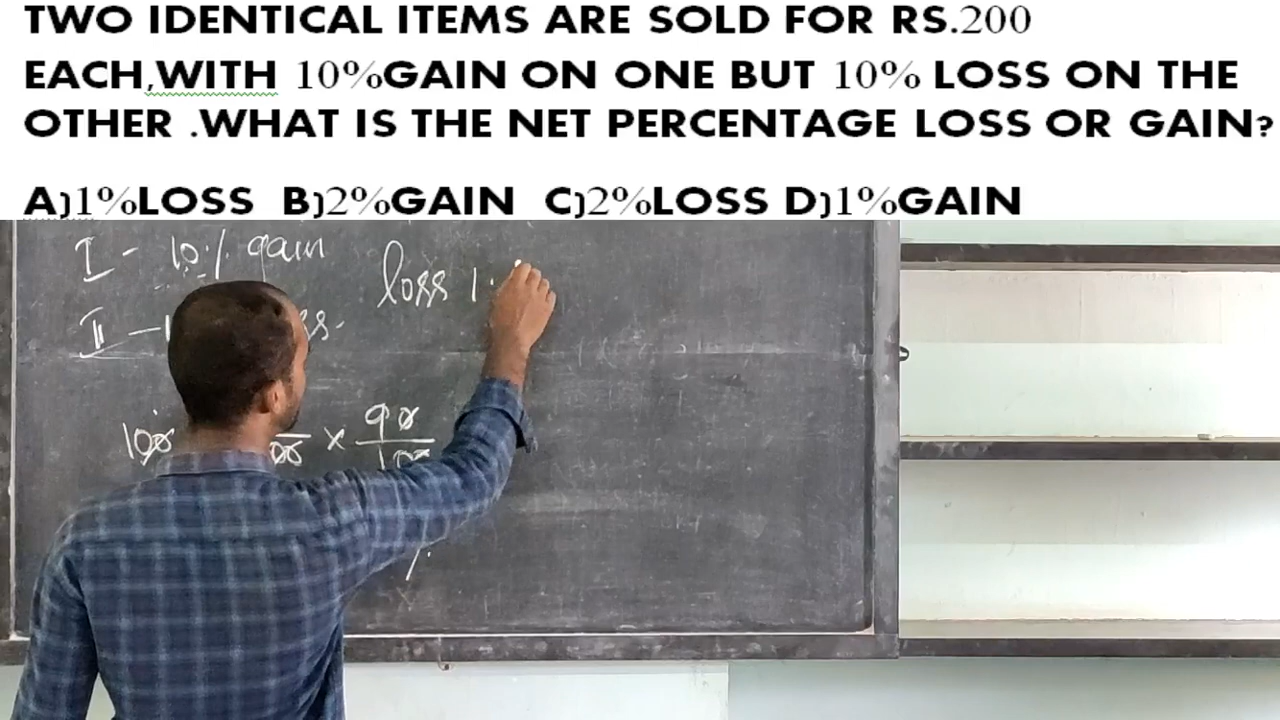 TWO IDENTICAL ITEMS ARE SOLD FOR RS.200
EACH,WITH 10%GAIN ON ONE BUT 10% LOSS ON THE
OTHER .WHAT IS THE NET PERCENTAGE LOSS OR GAIN?
A)1%LOSS B)2%GAIN C)2%LOSS D)1%GAIN
I - 10% gain
loss 1
II -
100 × 90